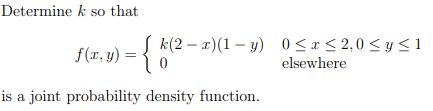 Determine k so that
f(x, y) = { k(2 − x)(1 − y) 0 ≤ x ≤ 2, 0 ≤ y ≤ 1
0 elsewhere
is a joint probability density function.